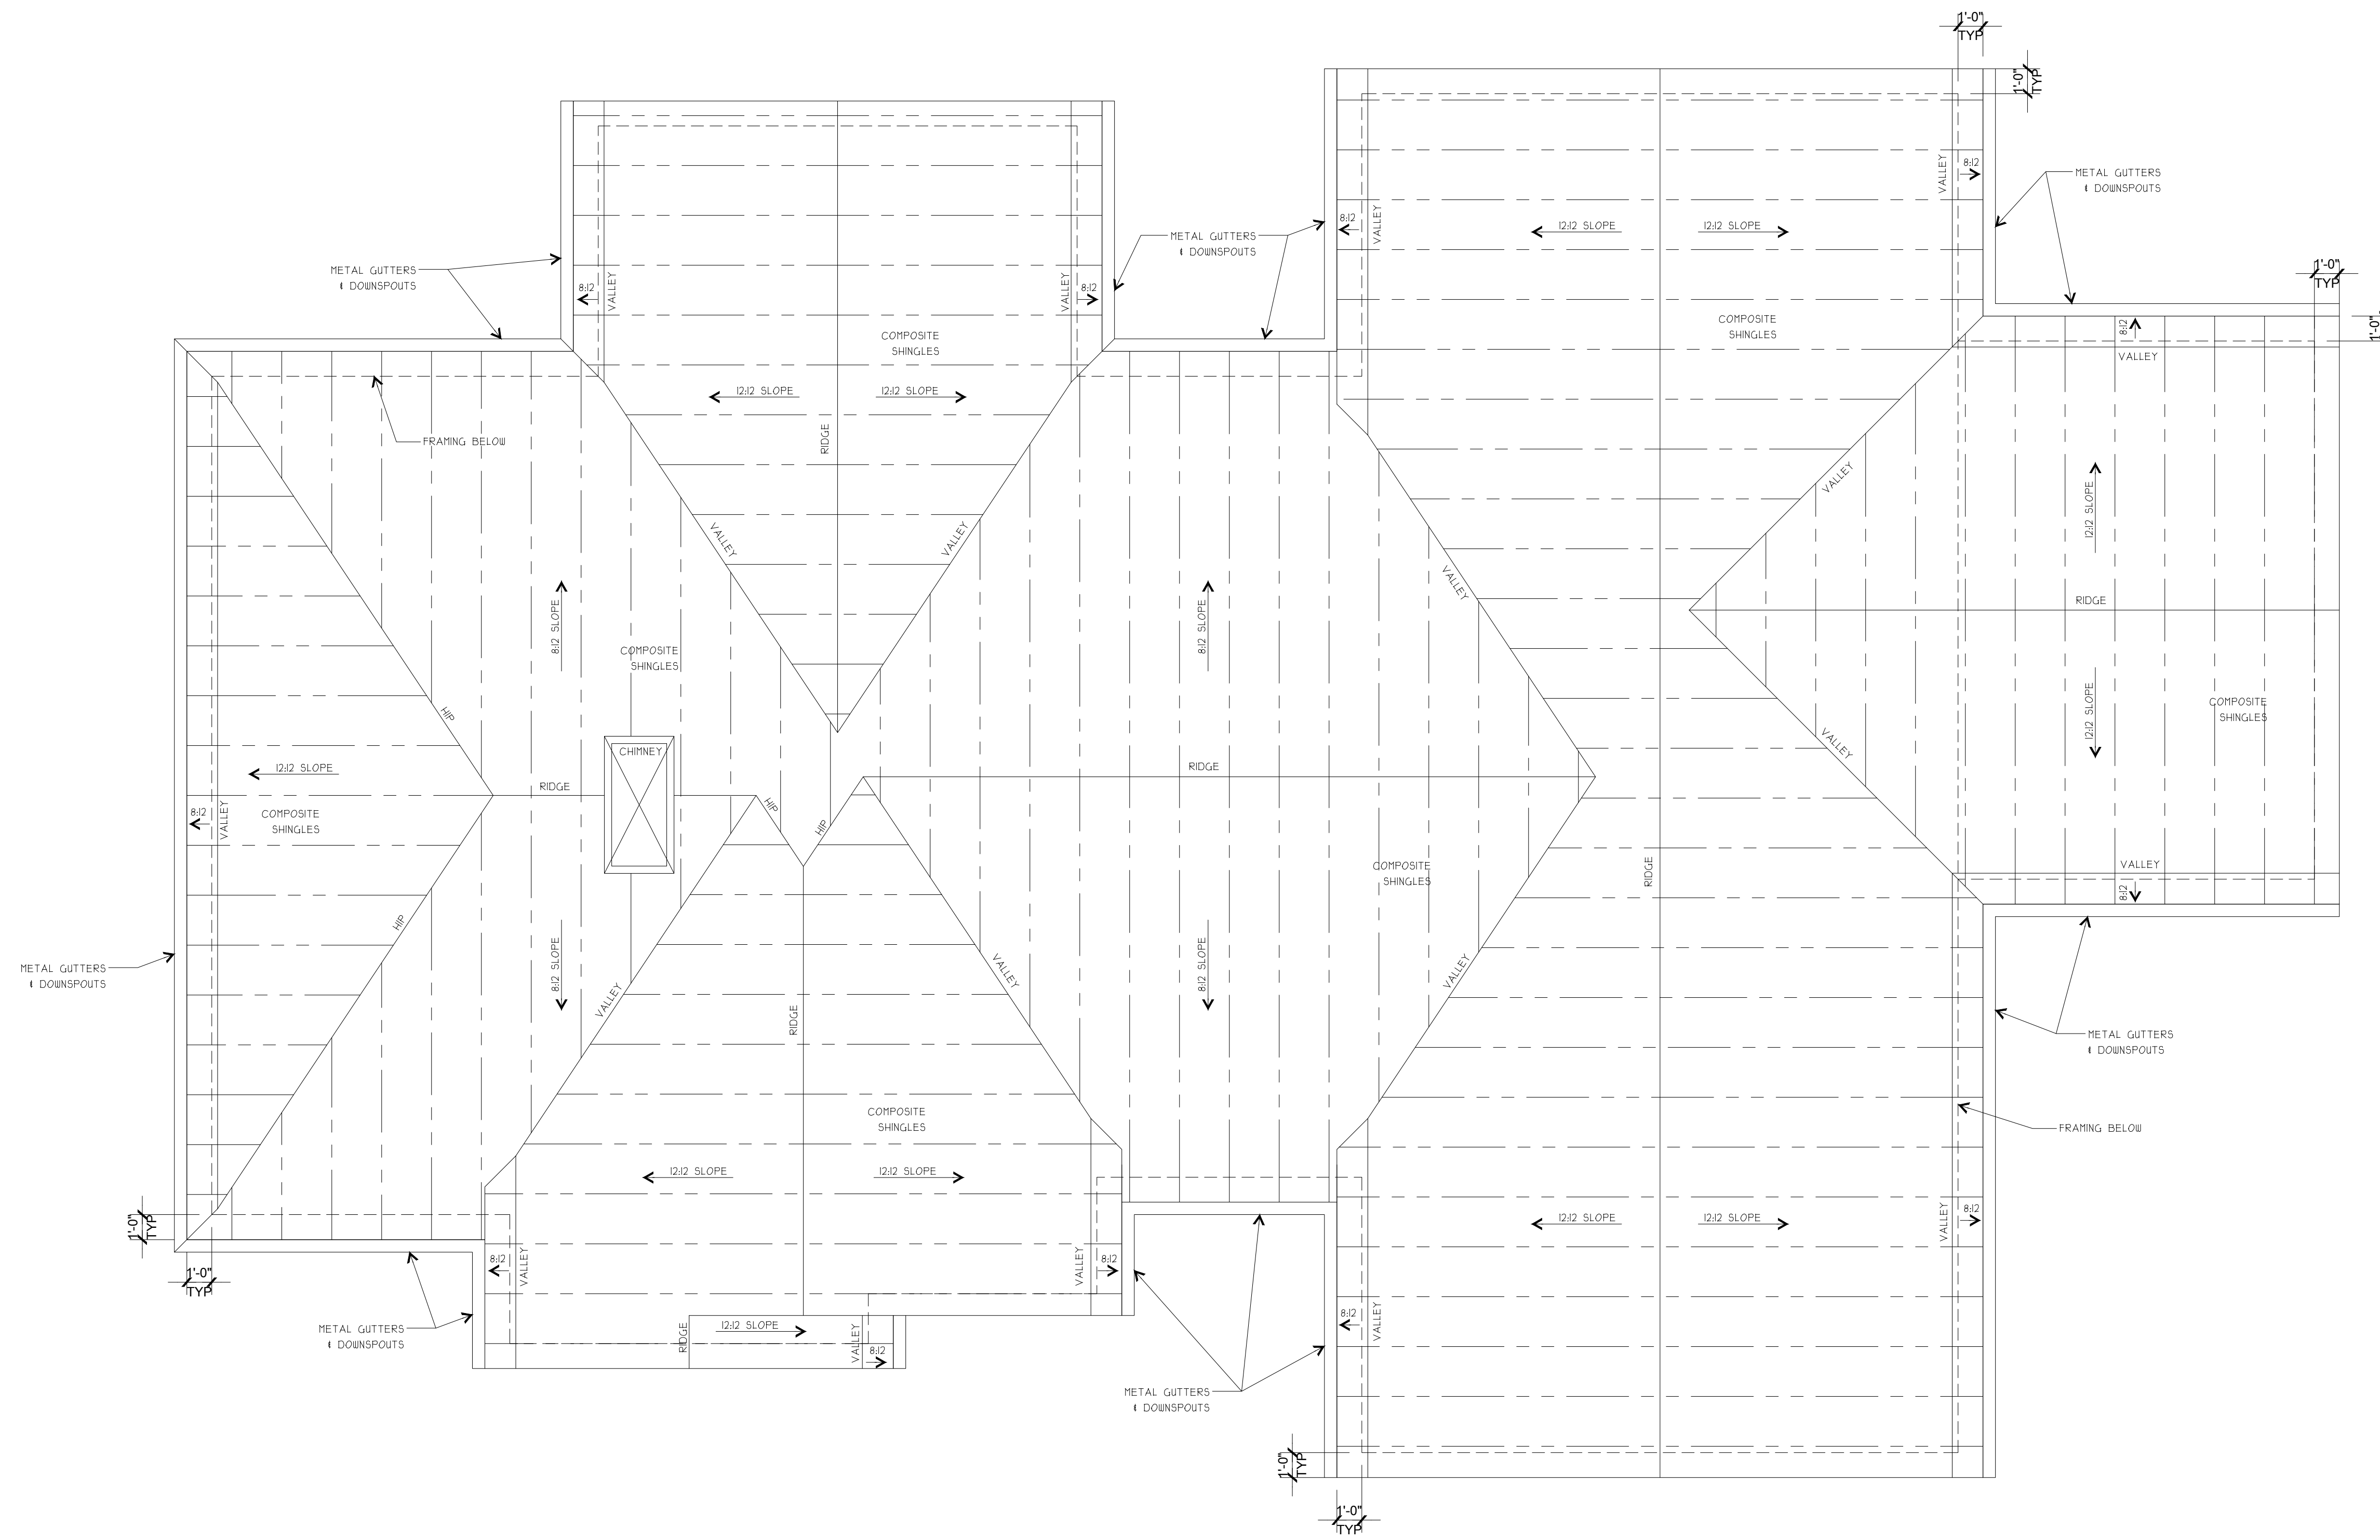 1'-0"
TYP
1'-0"
TYP
METAL GUTTERS
& DOWNSPOUTS
8:12
VALLEY
VALLEY
8:12
METAL GUTTERS
& DOWNSPOUTS
12:12 SLOPE
12:12 SLOPE
METAL GUTTERS
& DOWNSPOUTS
1'-0"
TYP
8:12
VALLEY
VALLEY
8:12
COMPOSITE
SHINGLES
COMPOSITE
SHINGLES
8:12
VALLEY
1'-0"
12:12 SLOPE
12:12 SLOPE
RIDGE
FRAMING BELOW
VALLEY
VALLEY
VALLEY
12:12 SLOPE
VALLEY
8:12 SLOPE
8:12 SLOPE
RIDGE
COMPOSITE
SHINGLES
HIP
12:12 SLOPE
COMPOSITE
SHINGLES
VALLEY
CHIMNEY
12:12 SLOPE
RIDGE
RIDGE
HIP
HIP
8:12
VALLEY
COMPOSITE
SHINGLES
COMPOSITE
SHINGLES
RIDGE
VALLEY
8:12
HIP
METAL GUTTERS
& DOWNSPOUTS
8:12 SLOPE
VALLEY
RIDGE
VALLEY
8:12 SLOPE
VALLEY
METAL GUTTERS
& DOWNSPOUTS
COMPOSITE
SHINGLES
FRAMING BELOW
12:12 SLOPE
12:12 SLOPE
1'-0"
TYP
1'-0"
TYP
8:12
VALLEY
VALLEY
8:12
12:12 SLOPE
12:12 SLOPE
VALLEY
8:12
METAL GUTTERS
& DOWNSPOUTS
RIDGE
12:12 SLOPE
VALLEY
8:12
8:12
VALLEY
METAL GUTTERS
& DOWNSPOUTS
1'-0"
TYP
1'-0"
TYP